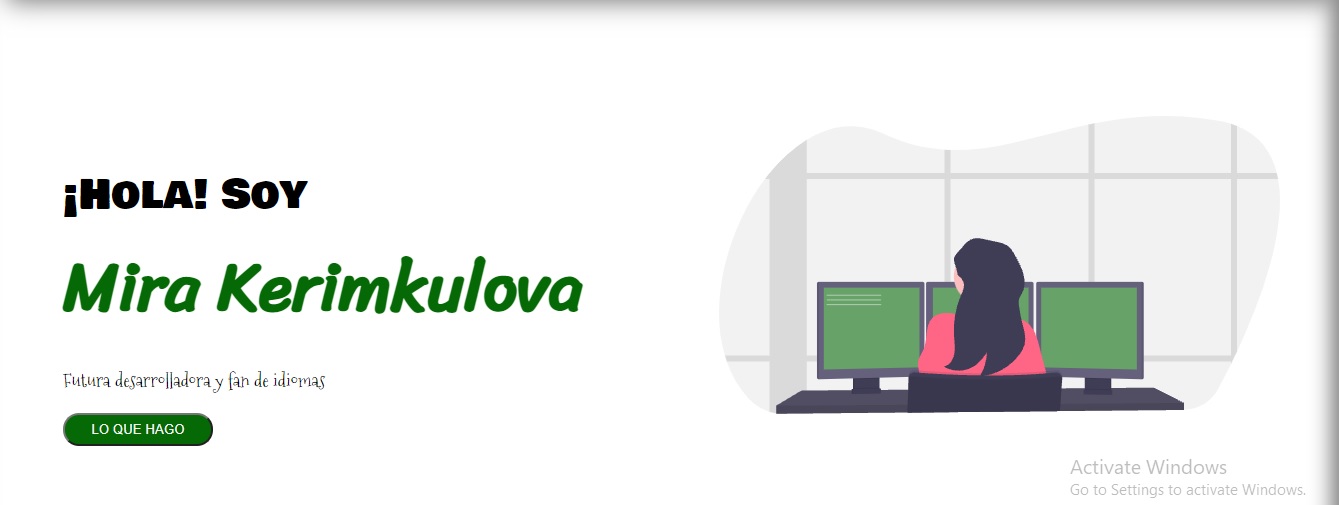 ¡Hola! Soy
Mira Kerimkulova
Futura desarrolladora y fan de idiomas
LO QUE HAGO
Activate Windows
Go to Settings to activate Windows.